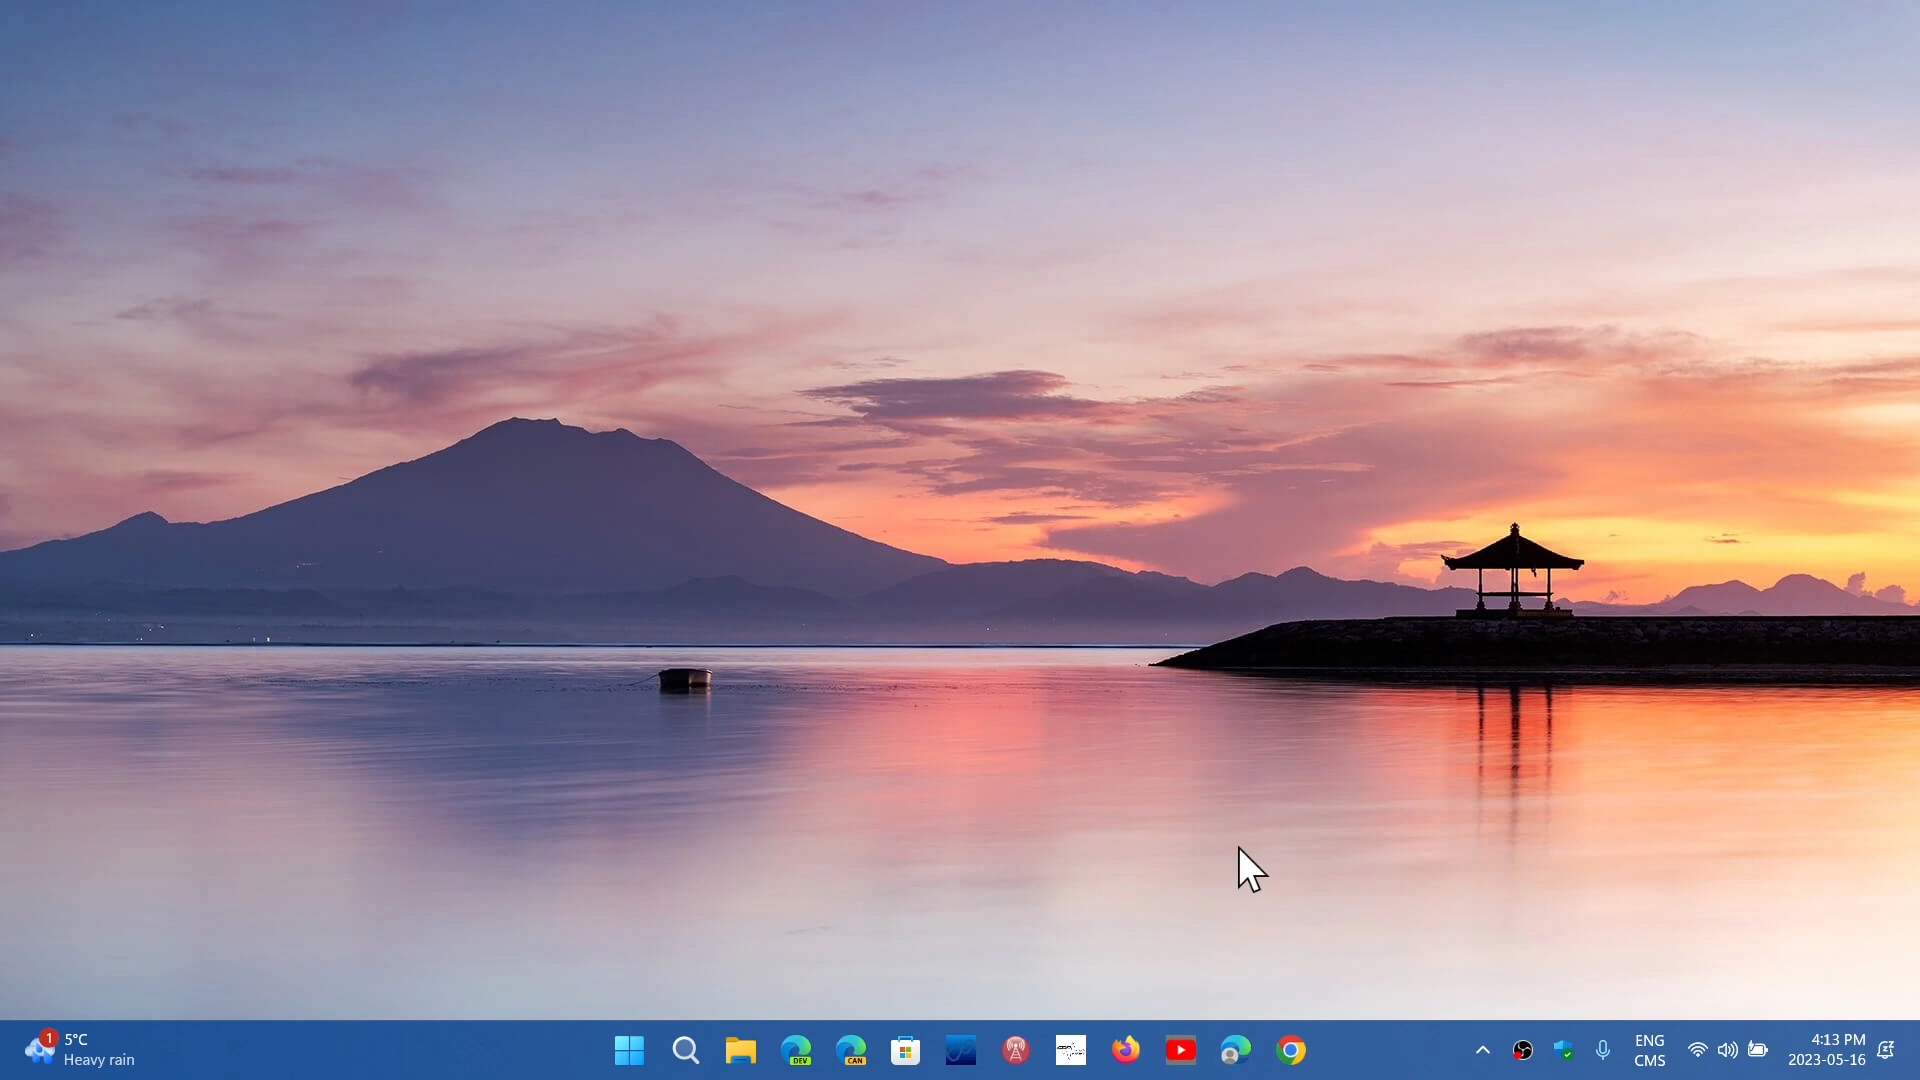 1
5°C
Heavy rain
DEV
CAN
ENG
CMS
4:13 PM
2023-05-16